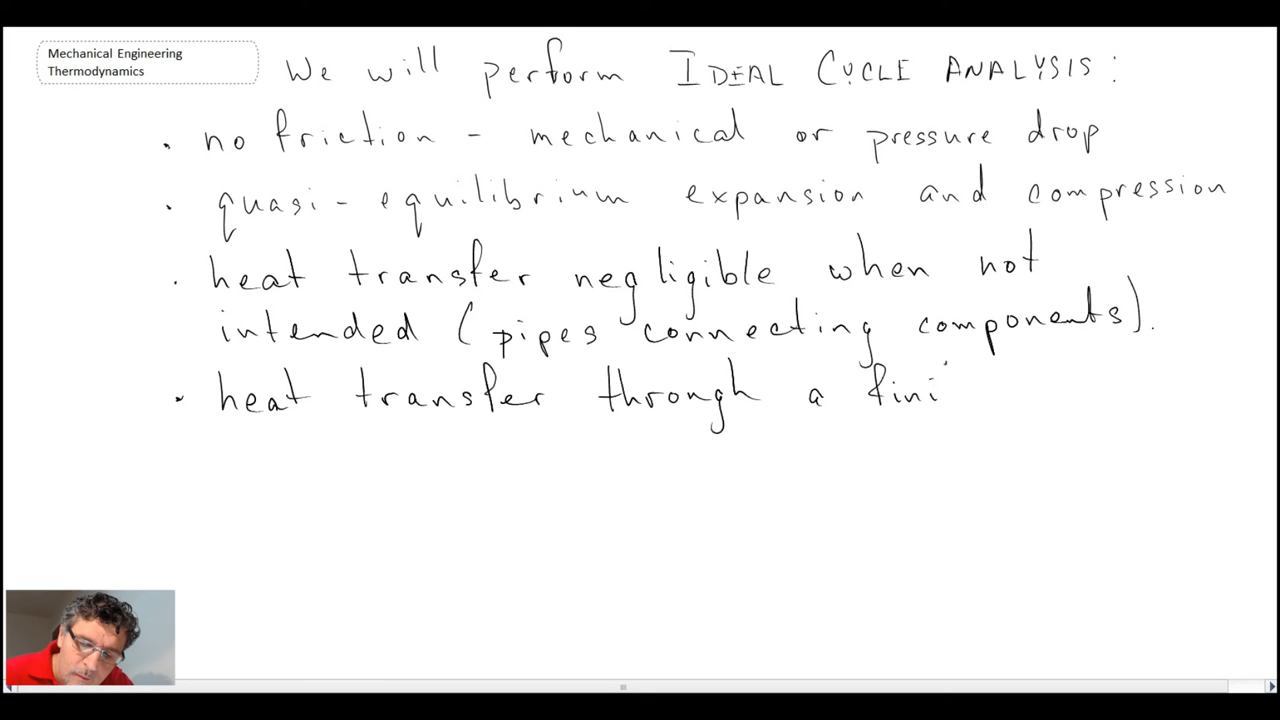 Mechanical Engineering
Thermodynamics
We will perform IDEAL CYCLE ANALYSIS:
• no friction - mechanical or pressure drop
• quasi-equilibrium expansion and compression
• heat transfer negligible when not
intended (pipes connecting components).
• heat transfer through a fini